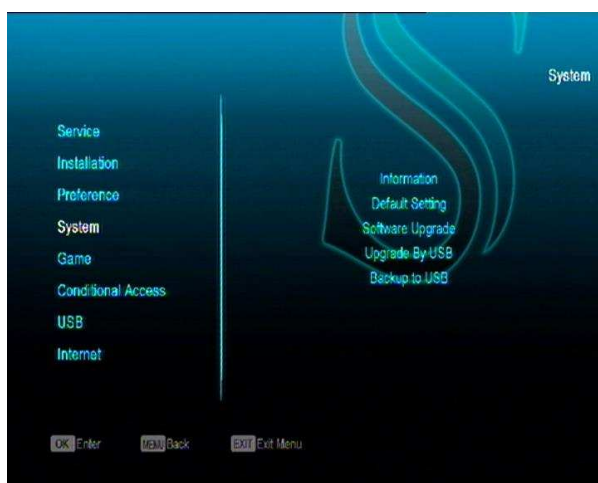 System
Service
Installation
Preference
System
Game
Conditional Access
USB
Internet
Information
Default Setting
Software Upgrade
Upgrade By USB
Backup to USB
OK Enter MENU Back EXIT Exit Menu